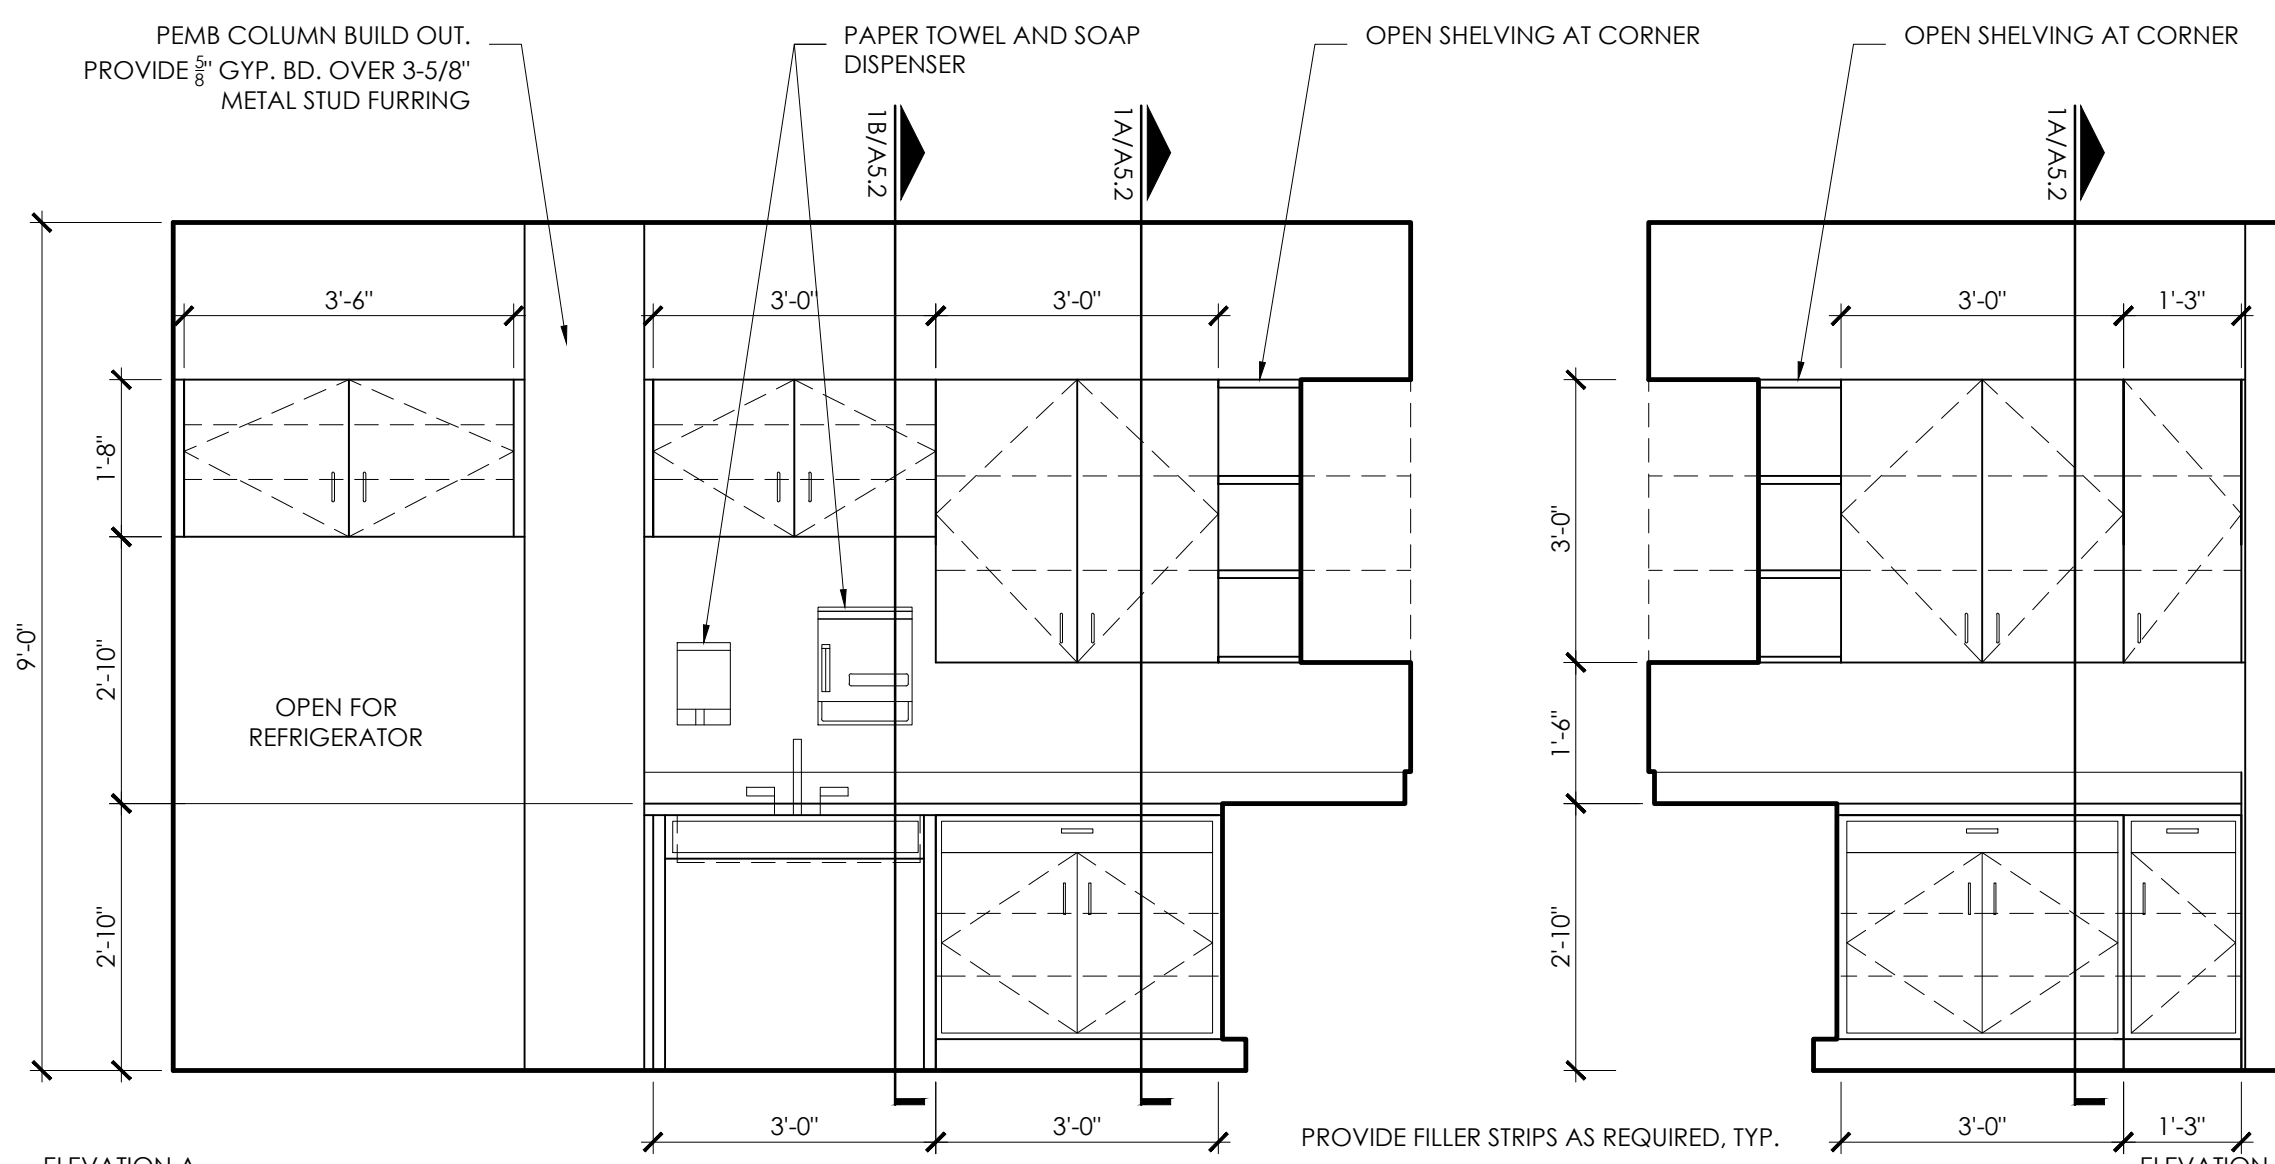 PEMB COLUMN BUILD OUT.
PROVIDE 5/8" GYP. BD. OVER 3-5/8"
METAL STUD FURRING
PAPER TOWEL AND SOAP
DISPENSER
OPEN SHELVING AT CORNER
OPEN SHELVING AT CORNER
1B/A5.2
1A/A5.2
1A/A5.2
3'-6"
3'-0"
3'-0"
3'-0"
1'-3"
9'-0"
1'-8"
2'-10"
2'-10"
OPEN FOR
REFRIGERATOR
3'-0"
1'-6"
2'-10"
3'-0"
3'-0"
PROVIDE FILLER STRIPS AS REQUIRED, TYP.
3'-0"
1'-3"
ELEVATION A
ELEVATION